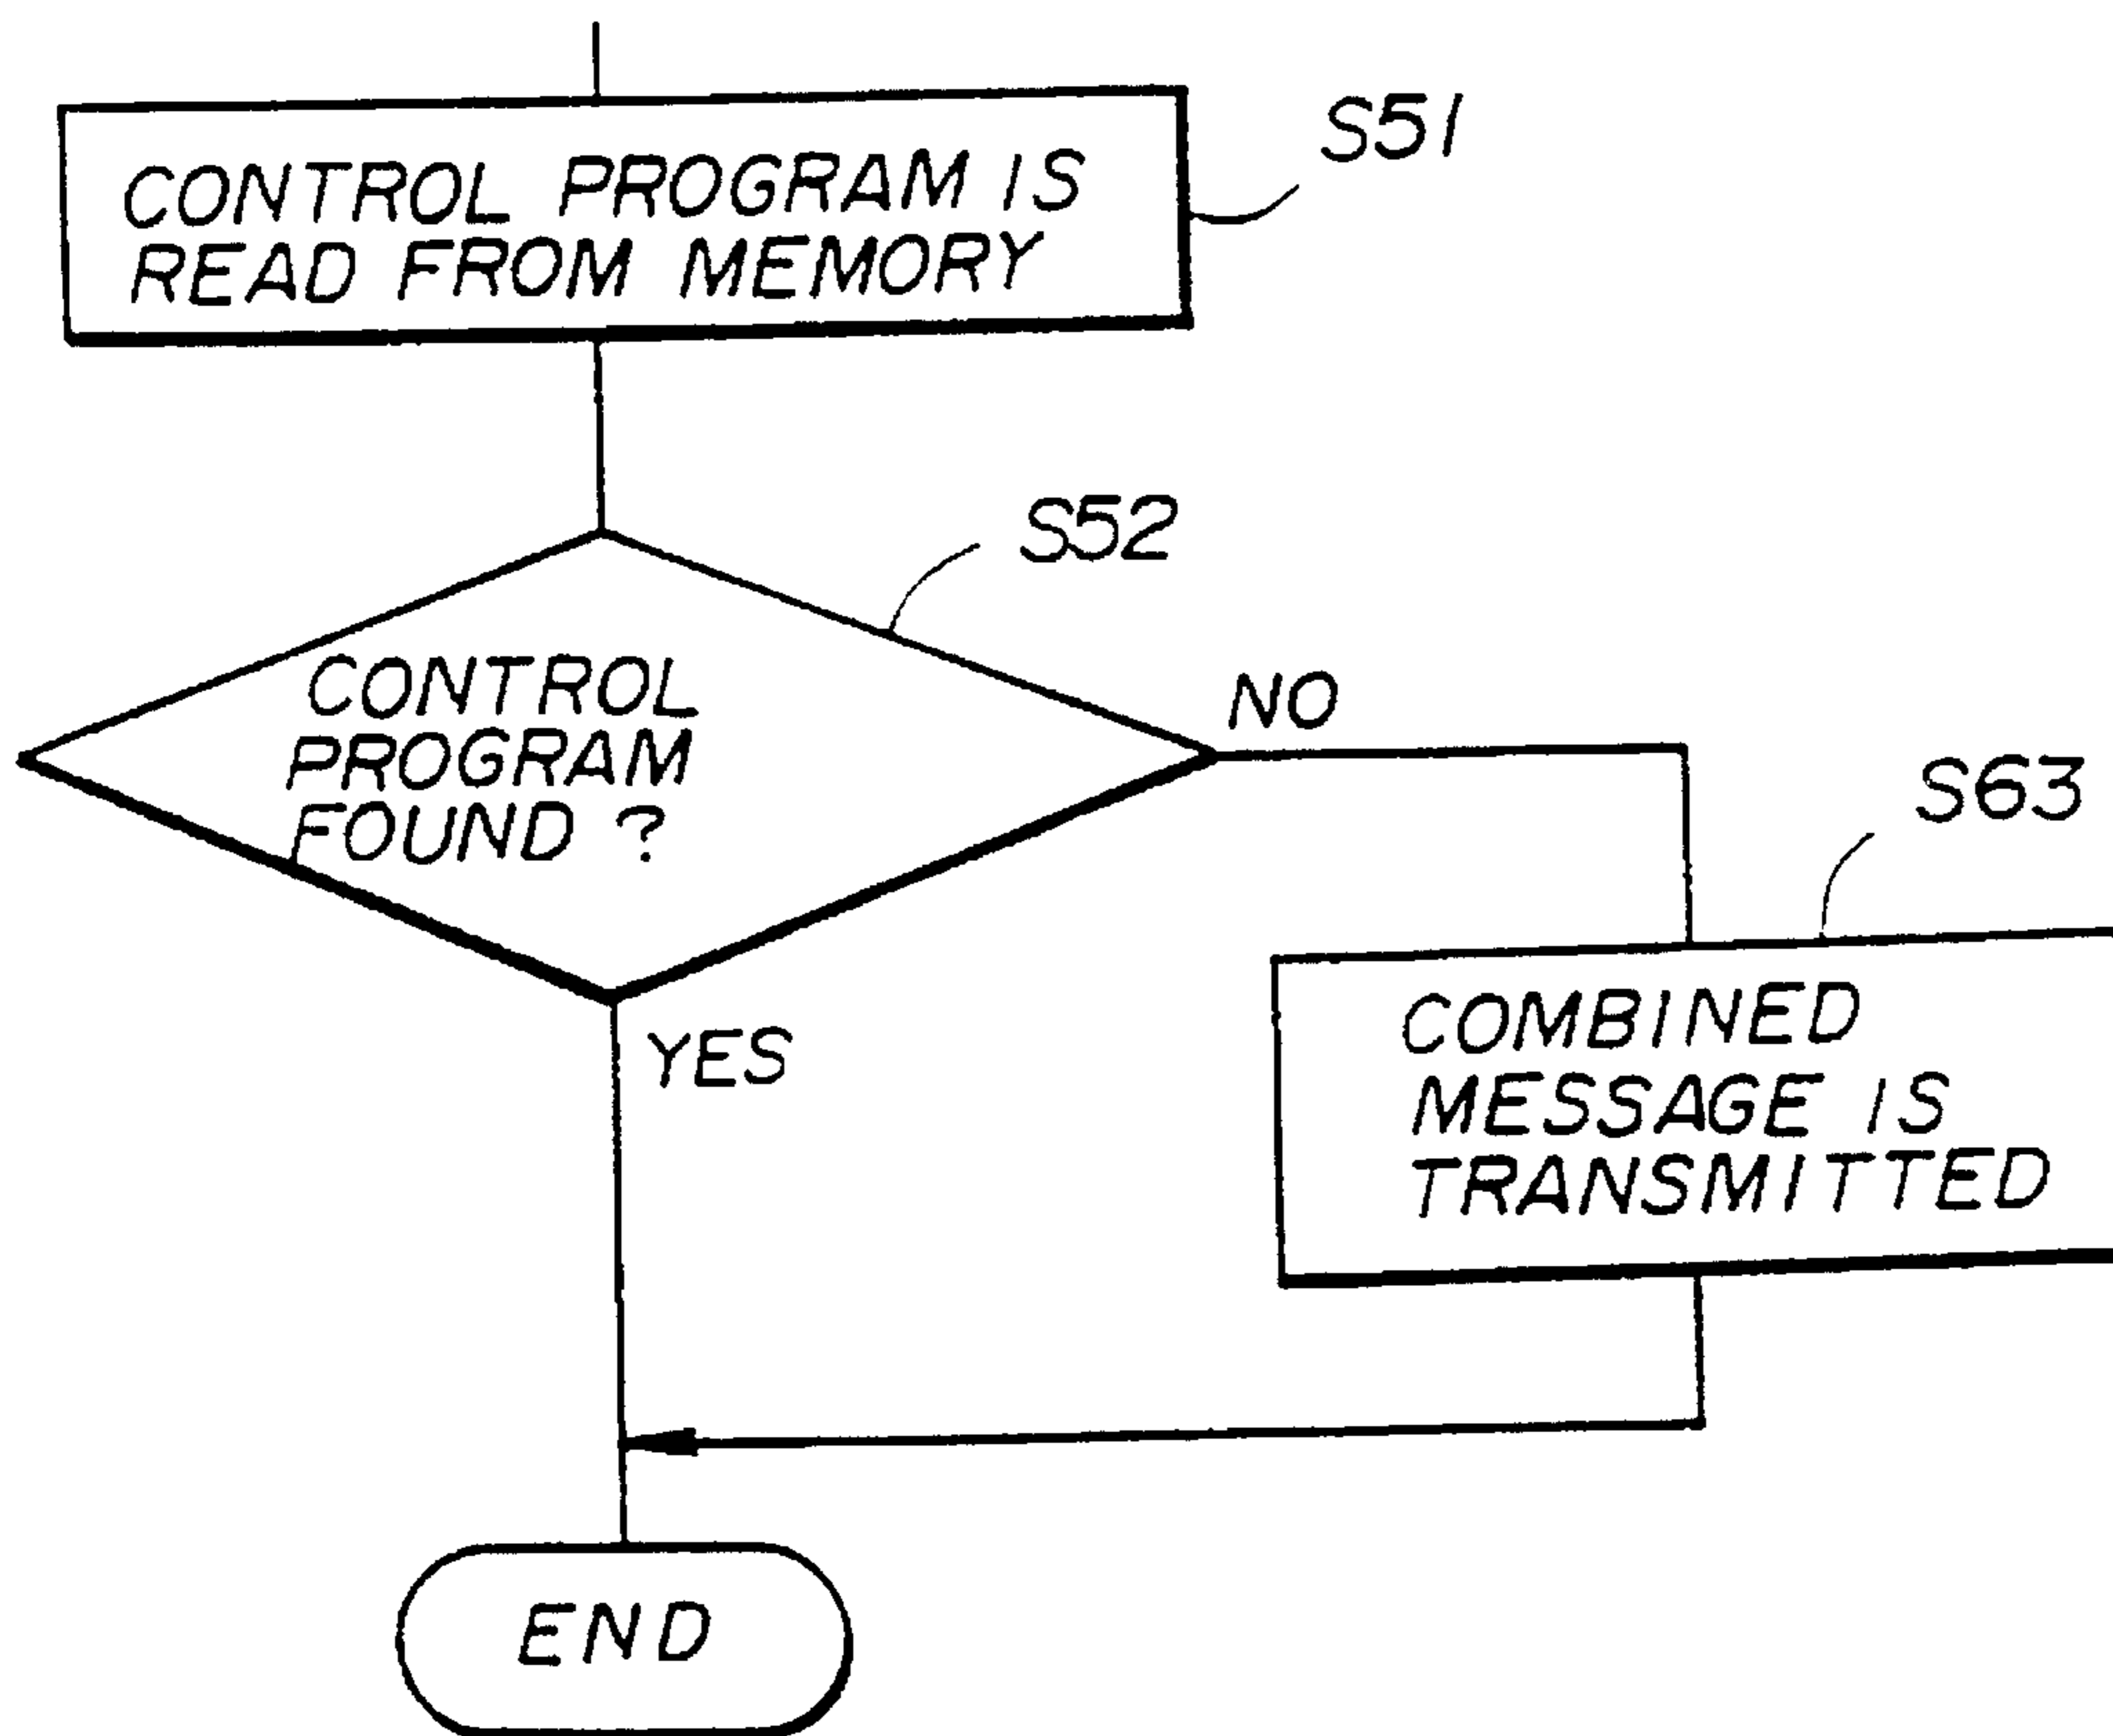 CONTROL PROGRAM IS
READ FROM MEMORY
S51
S52
CONTROL
PROGRAM
FOUND ?
NO
YES
S63
COMBINED
MESSAGE IS
TRANSMITTED
END